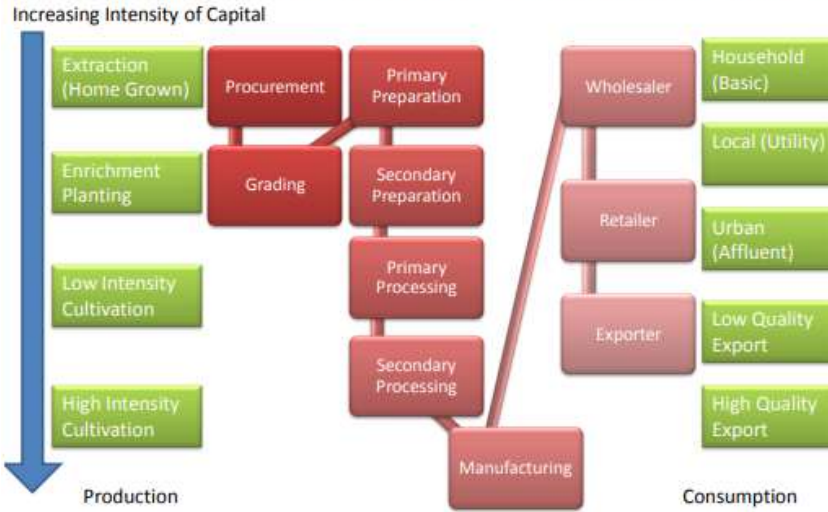 Increasing Intensity of Capital
Extraction
(Home Grown)
Enrichment
Planting
Low Intensity
Cultivation
High Intensity
Cultivation
Production
Procurement
Grading
Primary
Preparation
Secondary
Preparation
Primary
Processing
Secondary
Processing
Manufacturing
Wholesaler
Retailer
Exporter
Household
(Basic)
Local (Utility)
Urban
(Affluent)
Low Quality
Export
High Quality
Export
Consumption